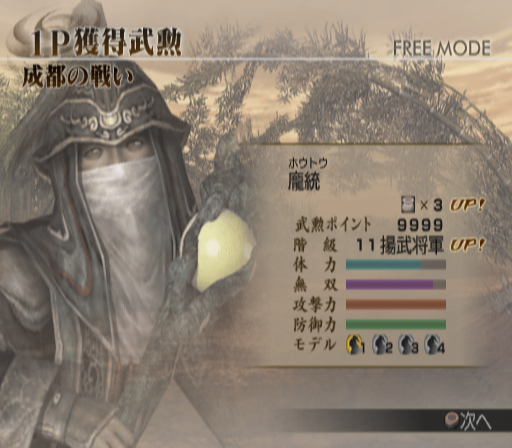 1P獲得武勲
FREE MODE
成都の戦い
ホウトウ
龐統
×3 UP!
武勲ポイント 9999
階級 11揚武将軍 UP!
体力
無双
攻撃力
防御力
モデル 1 2 3 4
次へ